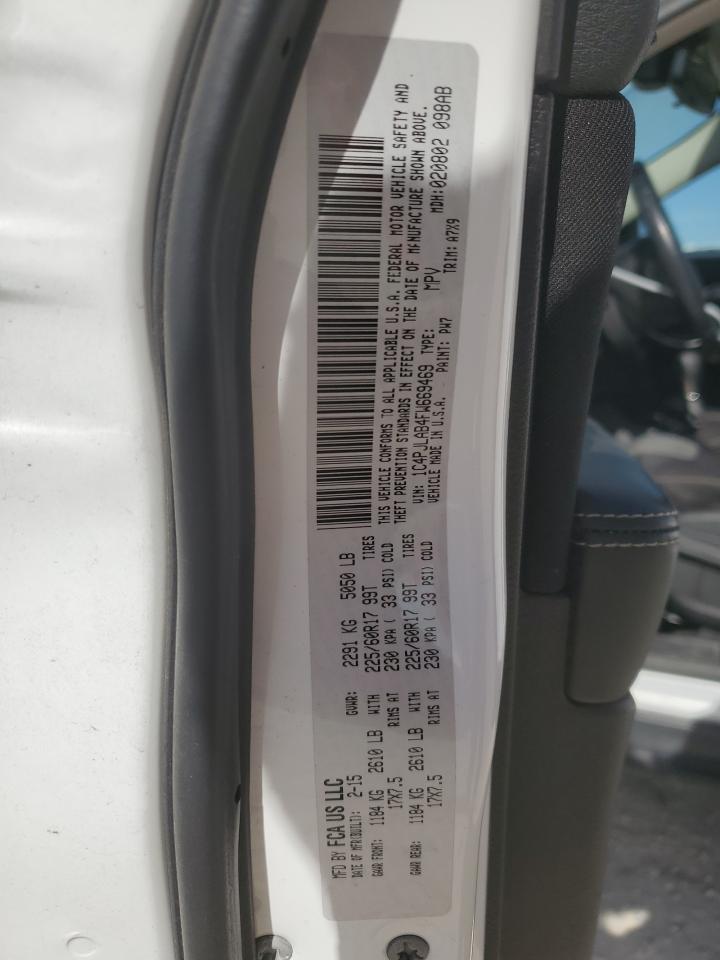 MFD BY FCA US LLC
DATE OF MFR(BUILT): 2-15 GVWR: 2291 KG 5050 LB
GAWR FRONT: 1184 KG 2610 LB WITH 225/60R17 99T TIRES
17X7.5 RIMS AT 230 KPA ( 33 PSI) COLD
GAWR REAR: 1184 KG 2610 LB WITH 225/60R17 99T TIRES
17X7.5 RIMS AT 230 KPA ( 33 PSI) COLD
THIS VEHICLE CONFORMS TO ALL APPLICABLE U.S.A. FEDERAL MOTOR VEHICLE SAFETY AND
THEFT PREVENTION STANDARDS IN EFFECT ON THE DATE OF MANUFACTURE SHOWN ABOVE.
VIN: 1C4PJLAB4FW669469 TYPE: MPV MDH:020802 098AB
VEHICLE MADE IN U.S.A. PAINT: PW7 TRIM: A7X9